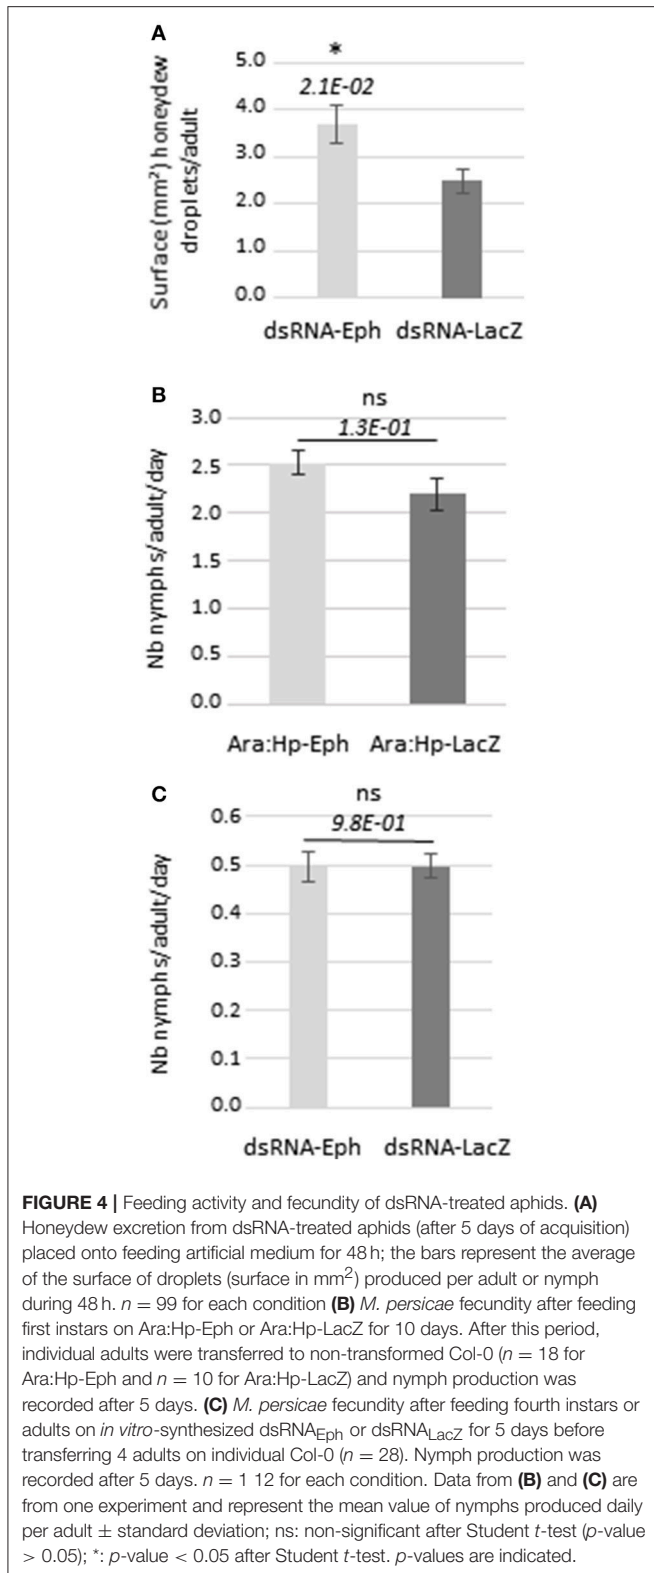 A
*
5.0
2.1E-02
4.0
3.0
2.0
1.0
0.0
Surface (mm²) honeydew
droplets/adult
dsRNA-Eph dsRNA-LacZ
B
ns
3.0
1.3E-01
2.5
2.0
1.5
1.0
0.5
0.0
Nb nymphs/adult/day
Ara:Hp-Eph Ara:Hp-LacZ
C
ns
0.6
9.8E-01
0.5
0.4
0.3
0.2
0.1
0.0
Nb nymphs/adult/day
dsRNA-Eph dsRNA-LacZ
FIGURE 4 | Feeding activity and fecundity of dsRNA-treated aphids. (A)
Honeydew excretion from dsRNA-treated aphids (after 5 days of acquisition)
placed onto feeding artificial medium for 48 h; the bars represent the average
of the surface of droplets (surface in mm²) produced per adult or nymph
during 48 h. n = 99 for each condition (B) M. persicae fecundity after feeding
first instars on Ara:Hp-Eph or Ara:Hp-LacZ for 10 days. After this period,
individual adults were transferred to non-transformed Col-0 (n = 18 for
Ara:Hp-Eph and n = 10 for Ara:Hp-LacZ) and nymph production was
recorded after 5 days. (C) M. persicae fecundity after feeding fourth instars or
adults on in vitro-synthesized dsRNAEph or dsRNALacZ for 5 days before
transferring 4 adults on individual Col-0 (n = 28). Nymph production was
recorded after 5 days. n = 1 12 for each condition. Data from (B) and (C) are
from one experiment and represent the mean value of nymphs produced daily
per adult ± standard deviation; ns: non-significant after Student t-test (p-value
> 0.05); *: p-value < 0.05 after Student t-test. p-values are indicated.